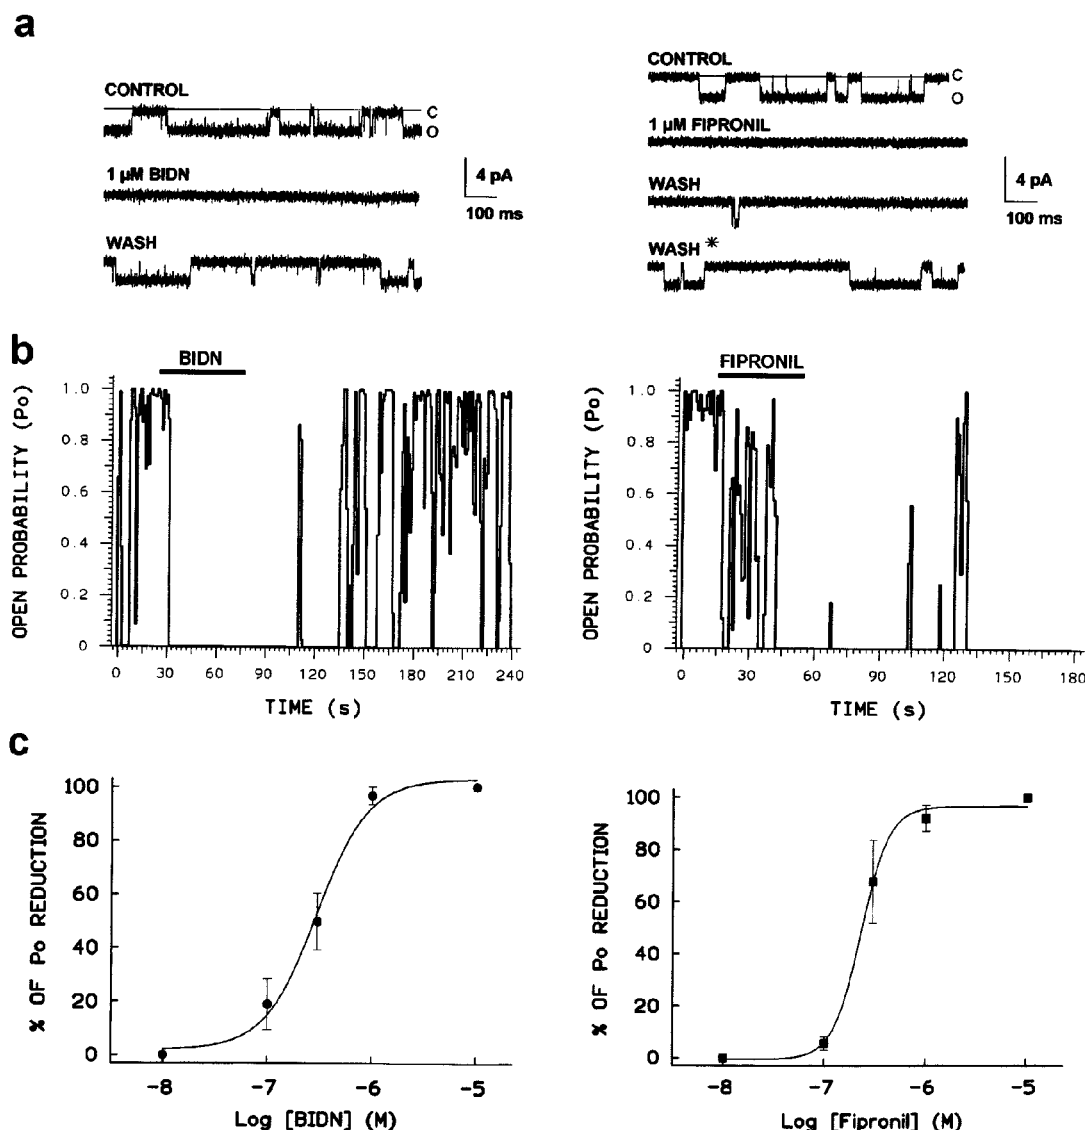 a
CONTROL
C
O
1 µM BIDN
4 pA
100 ms
WASH
CONTROL
C
O
1 µM FIPRONIL
WASH
4 pA
100 ms
WASH *
b
BIDN
OPEN PROBABILITY (Po)
1.0
0.8
0.6
0.4
0.2
0
0 30 60 90 120 150 180 210 240
TIME (s)
FIPRONIL
OPEN PROBABILITY (Po)
1.0
0.8
0.6
0.4
0.2
0
0 30 60 90 120 150 180
TIME (s)
c
% OF Po REDUCTION
100
80
60
40
20
0
-8 -7 -6 -5
Log [BIDN] (M)
% OF Po REDUCTION
100
80
60
40
20
0
-8 -7 -6 -5
Log [Fipronil] (M)